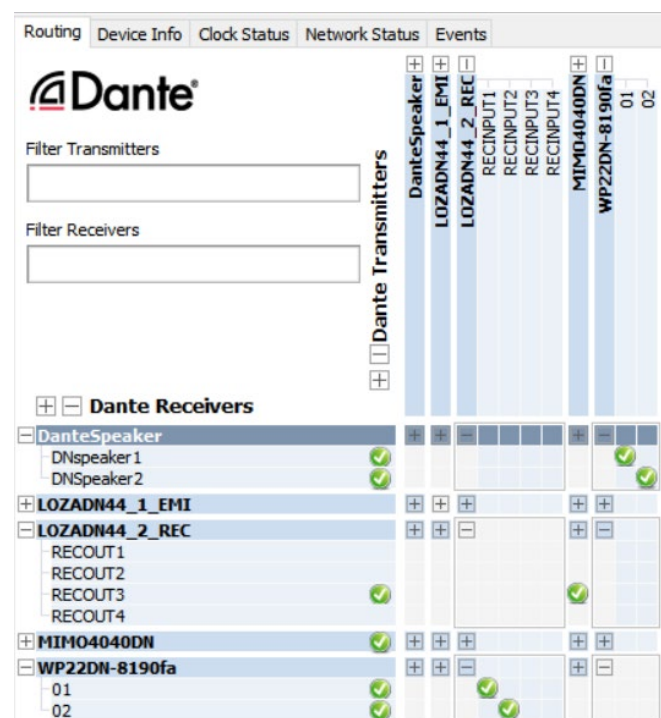 Routing Device Info Clock Status Network Status Events
Dante®
Filter Transmitters
Filter Receivers
Dante Transmitters
DanteSpeaker
LOZADN44_1_EMI
LOZADN44_2_REC
RECINPUT1
RECINPUT2
RECINPUT3
RECINPUT4
MIMO4040DN
WP22DN-8190fa
01
02
Dante Receivers
DanteSpeaker
DNspeaker1
DNSpeaker2
LOZADN44_1_EMI
LOZADN44_2_REC
RECOUT1
RECOUT2
RECOUT3
RECOUT4
MIMO4040DN
WP22DN-8190fa
01
02